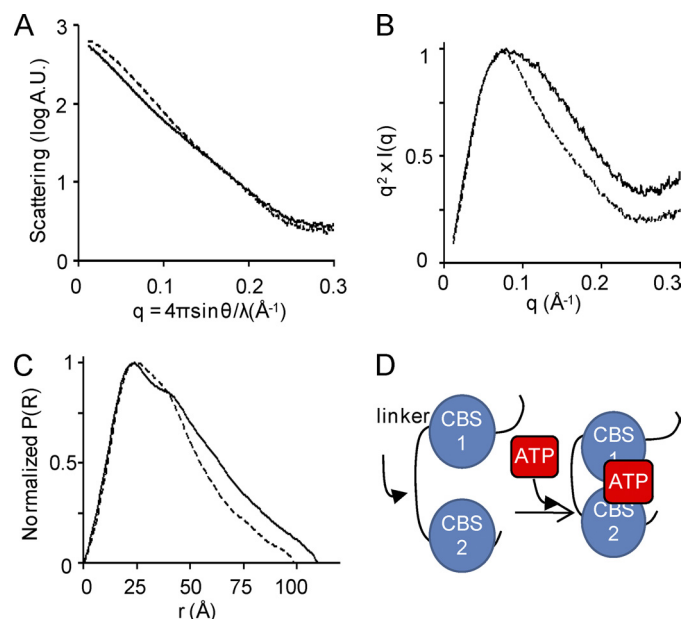 A
Scattering (log A.U.)
3
2
1
0
0
0.1
0.2
0.3
q = 4πsinθ/λ(Å⁻¹)
B
q² x I(q)
1
0.5
0
0
0.1
0.2
0.3
q (Å⁻¹)
C
Normalized P(R)
1
0.5
0
0
25
50
75
100
r (Å)
D
linker
CBS
1
CBS
2
ATP
CBS
1
ATP
CBS
2